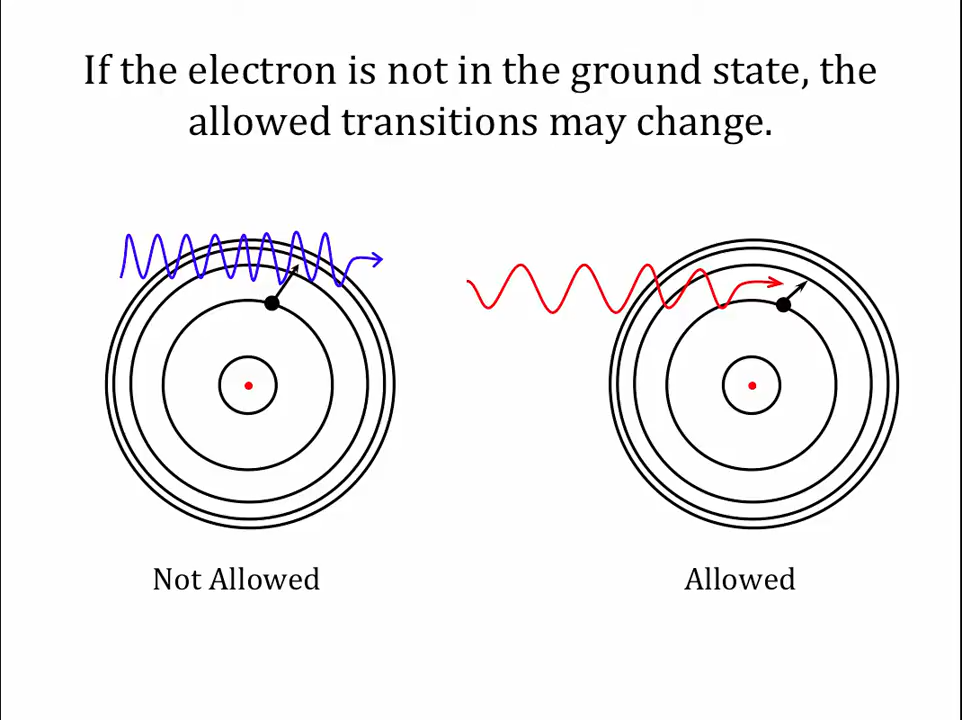 If the electron is not in the ground state, the
allowed transitions may change.
Not Allowed
Allowed